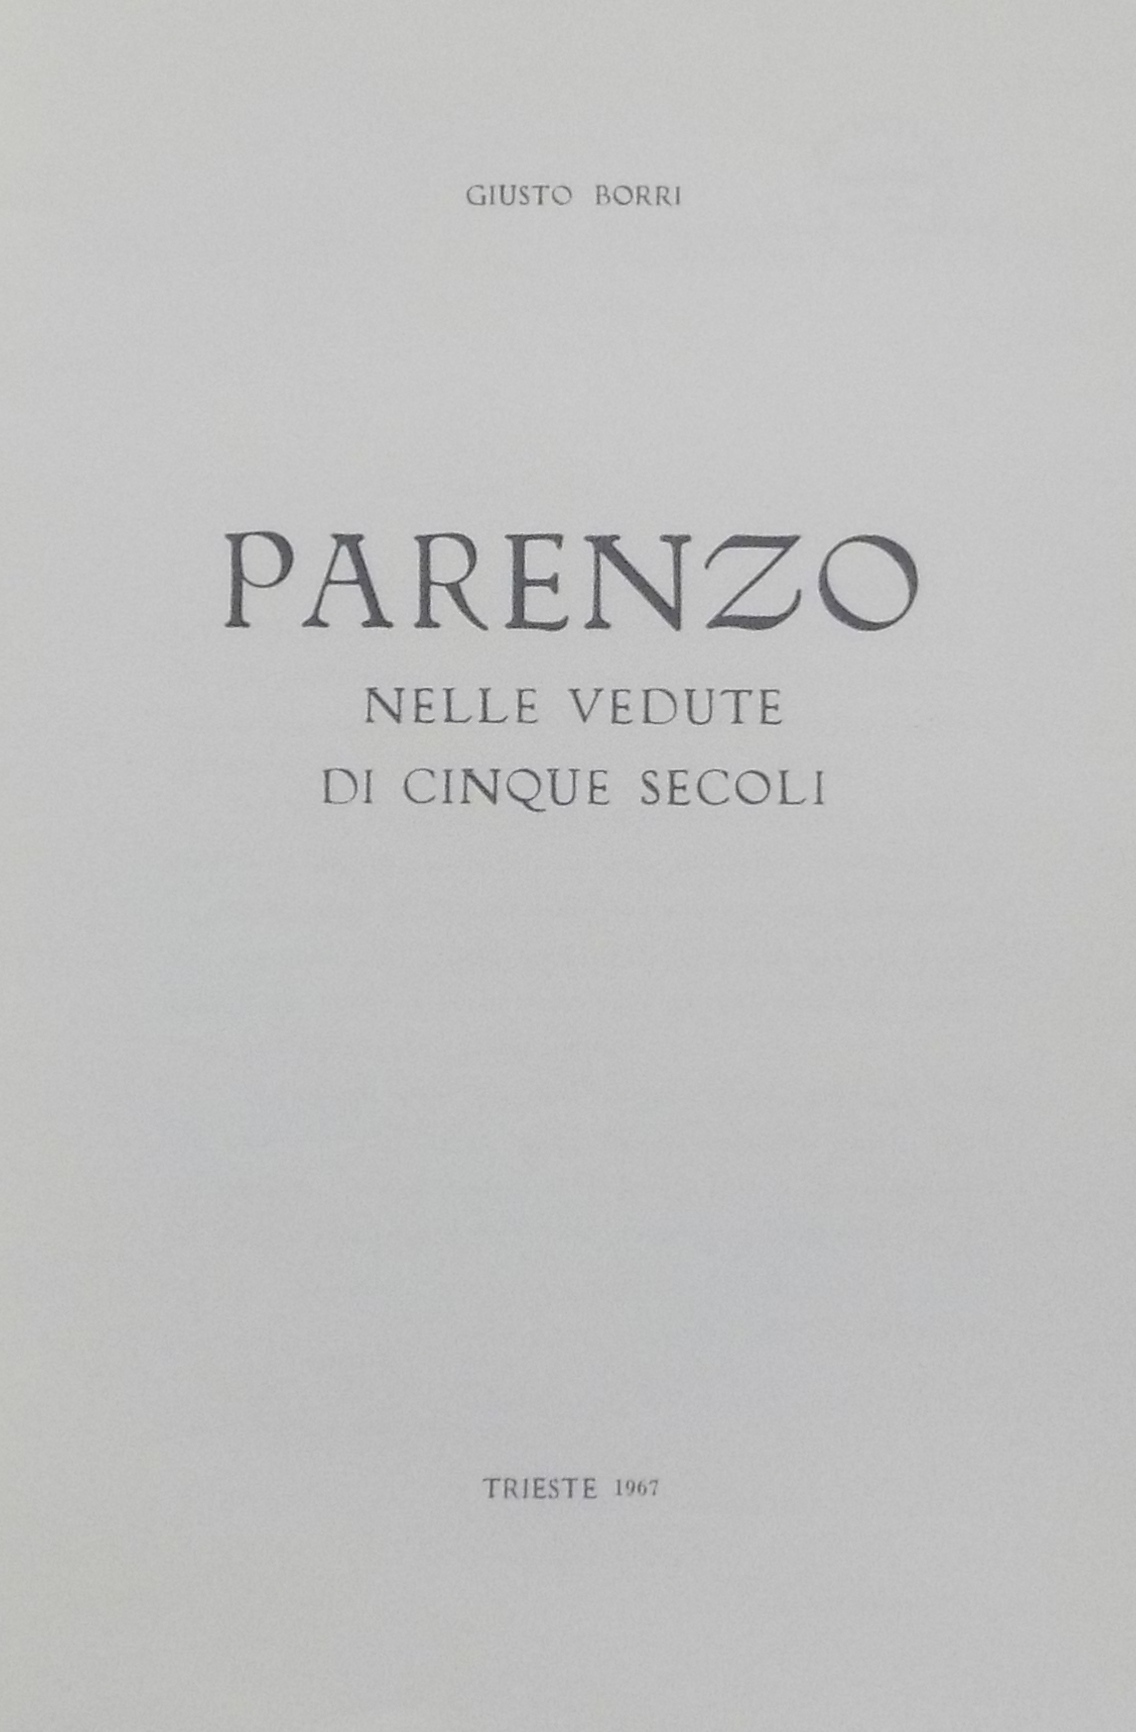 GIUSTO BORRI
PARENZO
NELLE VEDUTE
DI CINQUE SECOLI
TRIESTE 1967